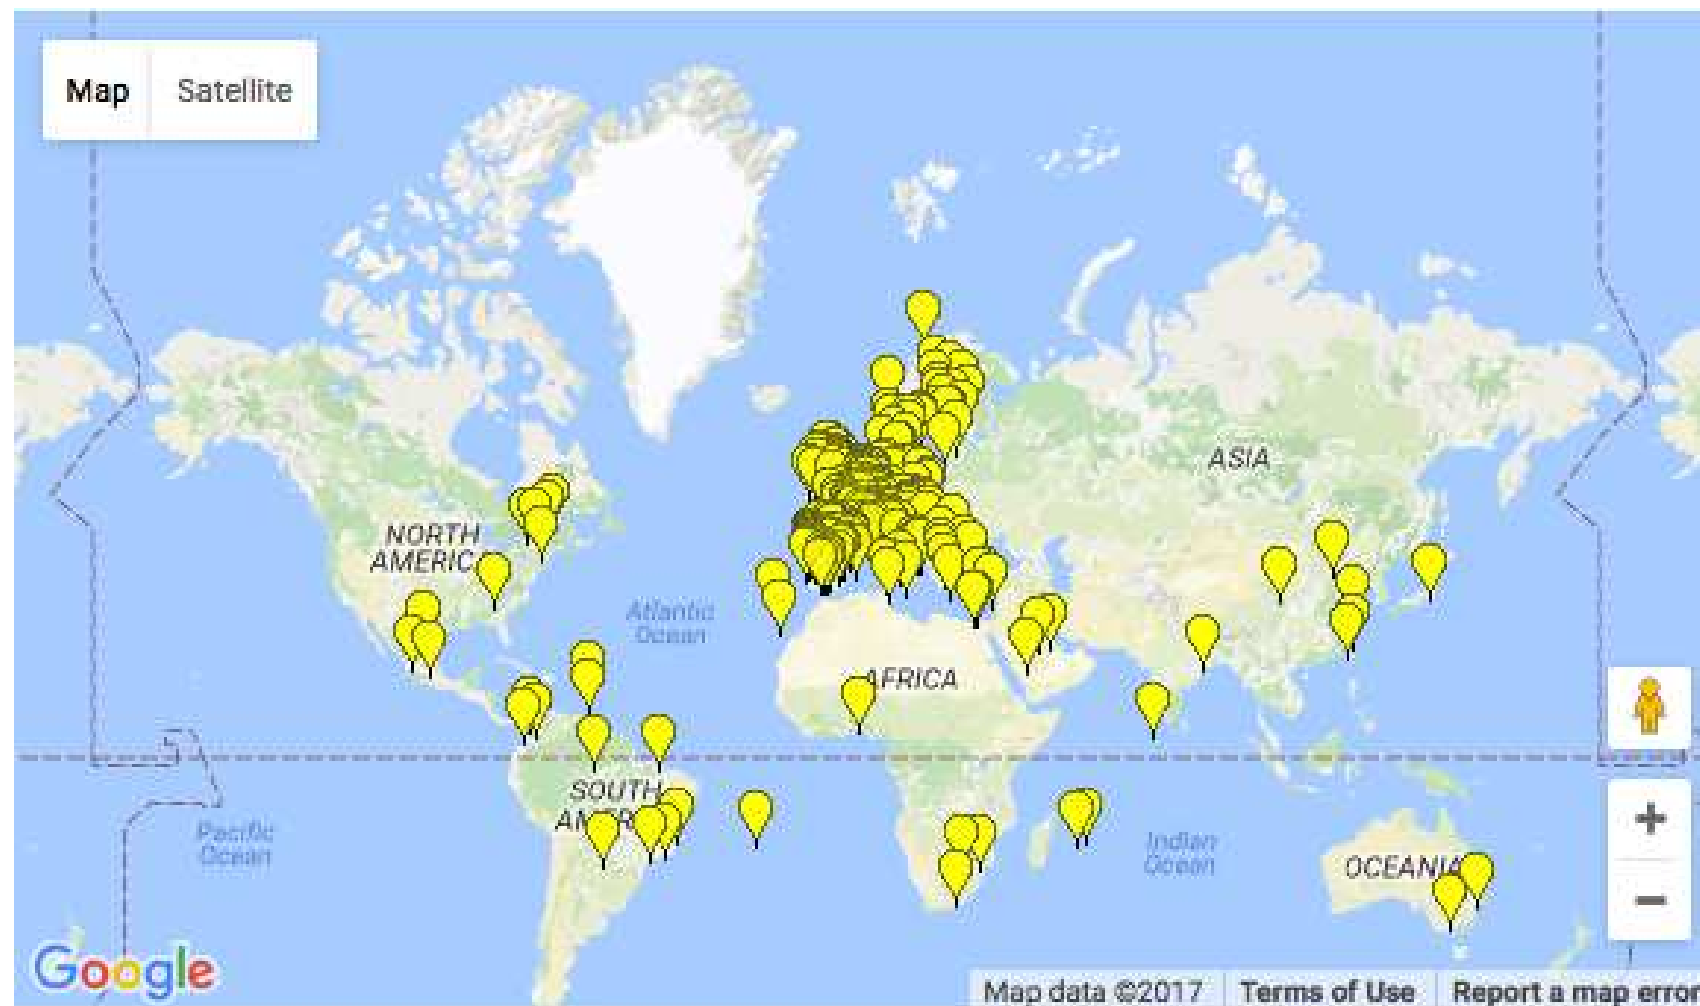 Map Satellite
ASIA
NORTH
AMERIC
Atlantic
Ocean
AFRICA
SOUTH
AMER
Pacific
Ocean
Indian
Ocean
OCEANIA
+
−
Google
Map data ©2017 Terms of Use Report a map error